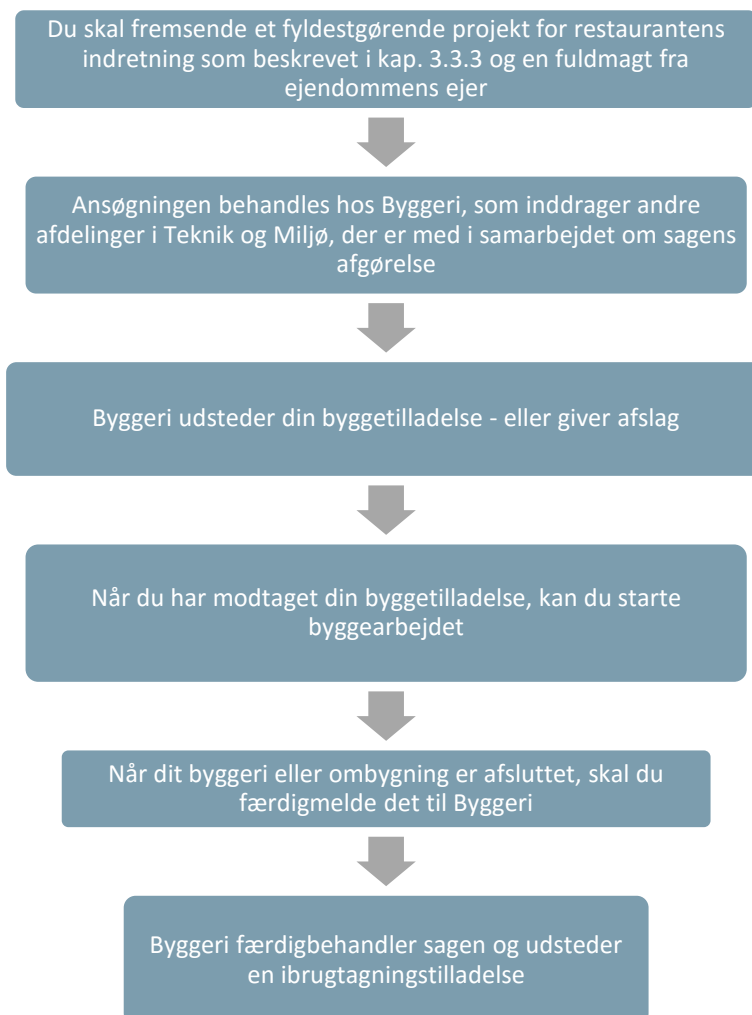 Du skal fremsende et fyldestgørende projekt for restaurantens
indretning som beskrevet i kap. 3.3.3 og en fuldmagt fra
ejendommens ejer
Ansøgningen behandles hos Byggeri, som inddrager andre
afdelinger i Teknik og Miljø, der er med i samarbejdet om sagens
afgørelse
Byggeri udsteder din byggetilladelse - eller giver afslag
Når du har modtaget din byggetilladelse, kan du starte
byggearbejdet
Når dit byggeri eller ombygning er afsluttet, skal du
færdigmelde det til Byggeri
Byggeri færdigbehandler sagen og udsteder
en ibrugtagningstilladelse